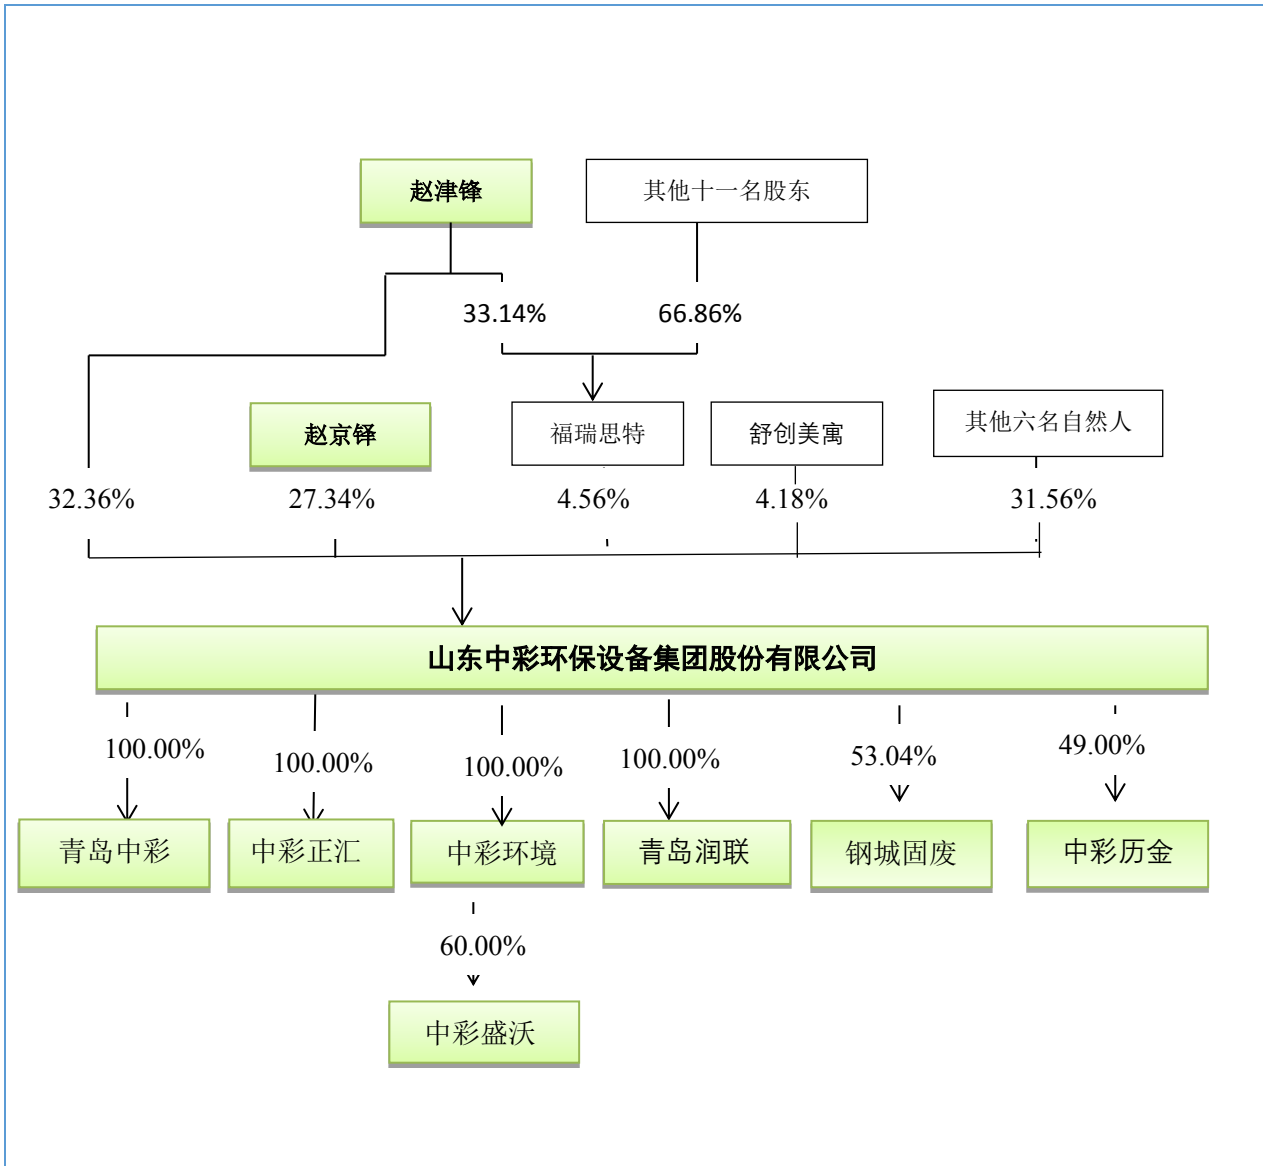 赵津锋
其他十一名股东
33.14%
66.86%
赵京铎
福瑞思特
舒创美寓
其他六名自然人
32.36%
27.34%
4.56%
4.18%
31.56%
山东中彩环保设备集团股份有限公司
100.00%
100.00%
100.00%
100.00%
53.04%
49.00%
青岛中彩
中彩正汇
中彩环境
青岛润联
钢城固废
中彩历金
60.00%
中彩盛沃